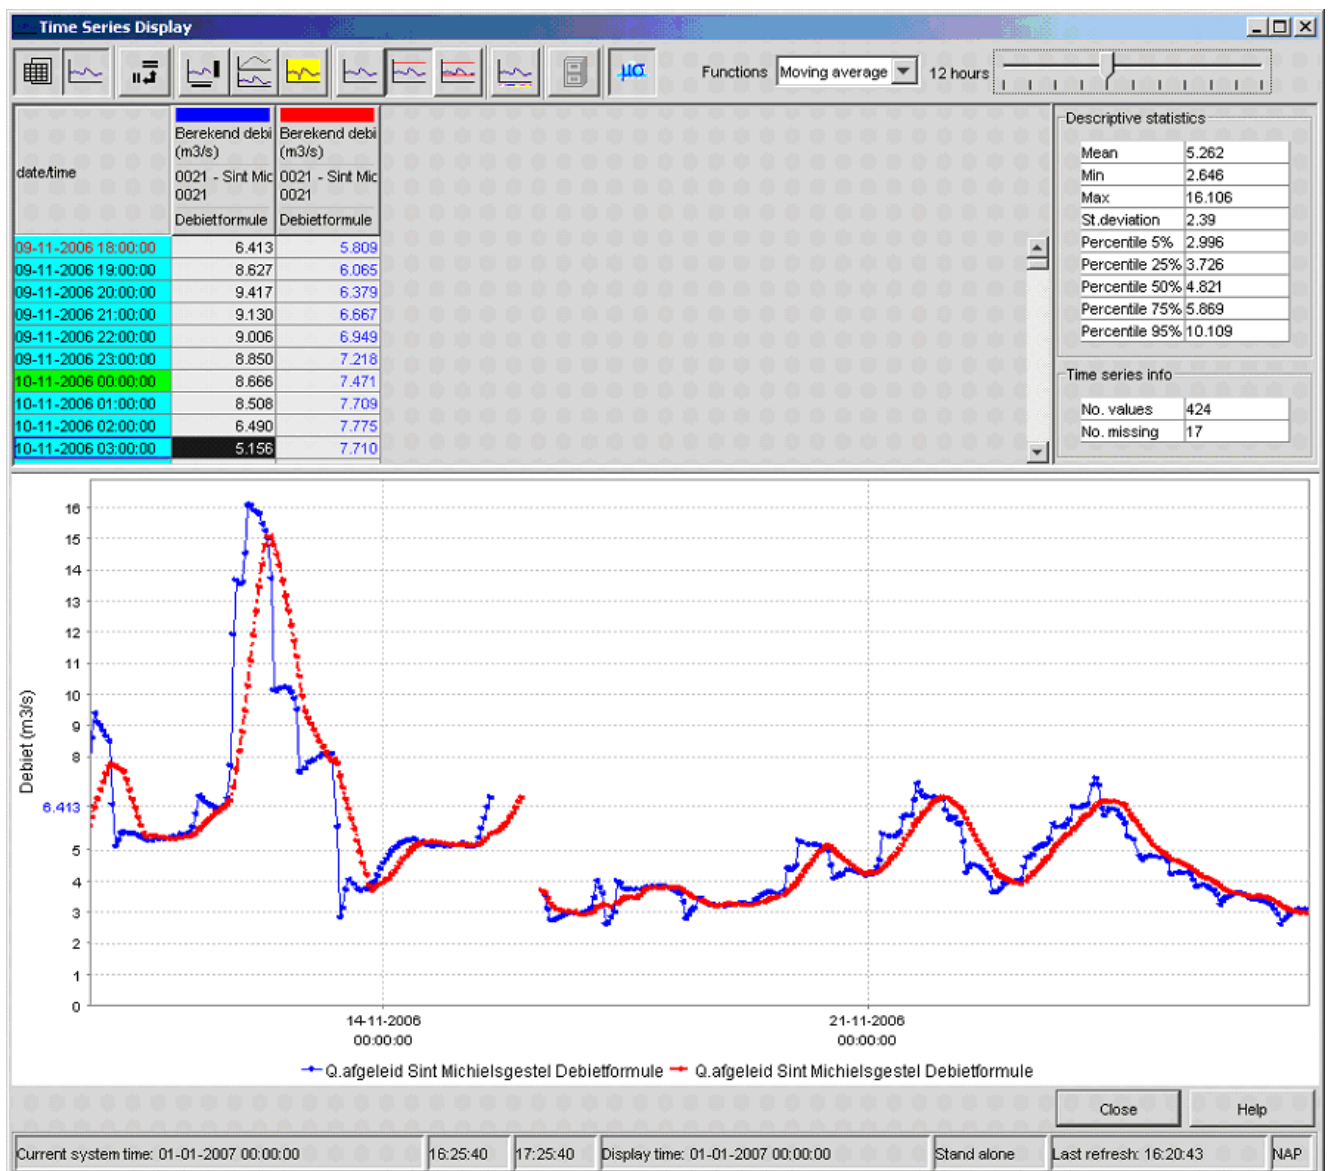 Time Series Display
μσ
Functions Moving average 12 hours
date/time
Berekend debi
(m3/s)
0021 - Sint Mic
0021
Debietformule
Berekend debi
(m3/s)
0021 - Sint Mic
0021
Debietformule
09-11-2006 18:00:00 6.413 5.809
09-11-2006 19:00:00 8.627 6.065
09-11-2006 20:00:00 9.417 6.379
09-11-2006 21:00:00 9.130 6.667
09-11-2006 22:00:00 9.006 6.949
09-11-2006 23:00:00 8.850 7.218
10-11-2006 00:00:00 8.666 7.471
10-11-2006 01:00:00 8.508 7.709
10-11-2006 02:00:00 6.490 7.775
10-11-2006 03:00:00 5.156 7.710
Descriptive statistics
Mean 5.262
Min 2.646
Max 16.106
St.deviation 2.39
Percentile 5% 2.996
Percentile 25% 3.726
Percentile 50% 4.821
Percentile 75% 5.869
Percentile 95% 10.109
Time series info
No. values 424
No. missing 17
Debiet (m3/s)
16
15
14
13
12
11
10
9
8
6.413
5
4
3
2
1
0
14-11-2006
00:00:00
21-11-2006
00:00:00
Q.afgeleid Sint Michielsgestel Debietformule Q.afgeleid Sint Michielsgestel Debietformule
Close Help
Current system time: 01-01-2007 00:00:00 16:25:40 17:25:40 Display time: 01-01-2007 00:00:00 Stand alone Last refresh: 16:20:43 NAP